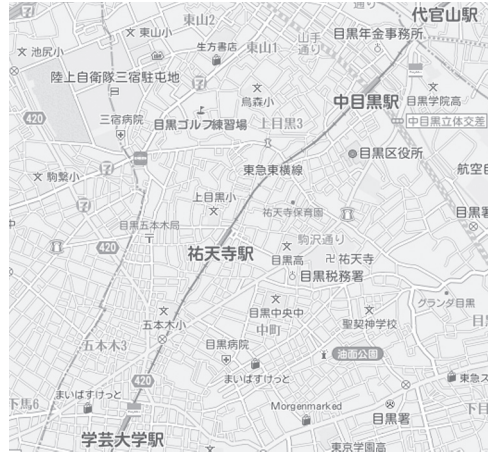 代官山駅
東山2
通り
東山小
目黒年金事務所
山手通り
池尻小
生方書店
東山1
陸上自衛隊三宿駐屯地
烏森小
中目黒駅
目黒学院高
420
三宿病院
目黒ゴルフ練習場
上目黒3
中目黒立体交差
目黒区役所
東急東横線
駒繋小
航空自
上目黒小
祐天寺保育園
目黒
目黒五本木局
駒沢通り
420
祐天寺駅
目黒高
祐天寺
目黒税務署
グランダ目黒
五本木小
目黒中央中
聖契神学校
目黒
五本木3
目黒病院
中町
油面公園
420
まいばすけっと
東急ス
まいばすけっと
下馬6
Morgenmarked
目黒署
下目
学芸大学駅
東京学園高